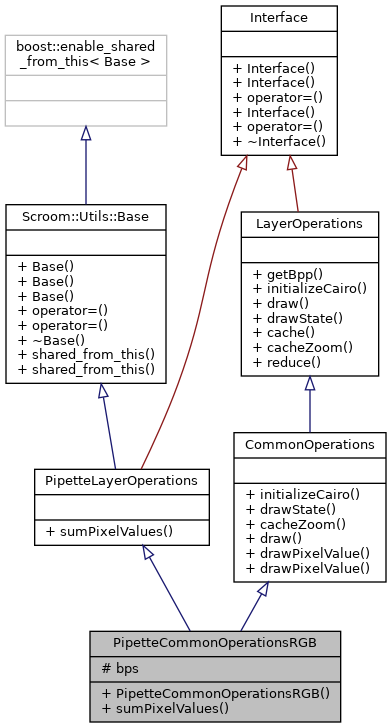 boost::enable_shared
_from_this< Base >
Interface
+ Interface()
+ Interface()
+ operator=()
+ Interface()
+ operator=()
+ ~Interface()
Scroom::Utils::Base
+ Base()
+ Base()
+ Base()
+ operator=()
+ operator=()
+ ~Base()
+ shared_from_this()
+ shared_from_this()
LayerOperations
+ getBpp()
+ initializeCairo()
+ draw()
+ drawState()
+ cache()
+ cacheZoom()
+ reduce()
PipetteLayerOperations
+ sumPixelValues()
CommonOperations
+ initializeCairo()
+ drawState()
+ cacheZoom()
+ draw()
+ drawPixelValue()
+ drawPixelValue()
PipetteCommonOperationsRGB
# bps
+ PipetteCommonOperationsRGB()
+ sumPixelValues()